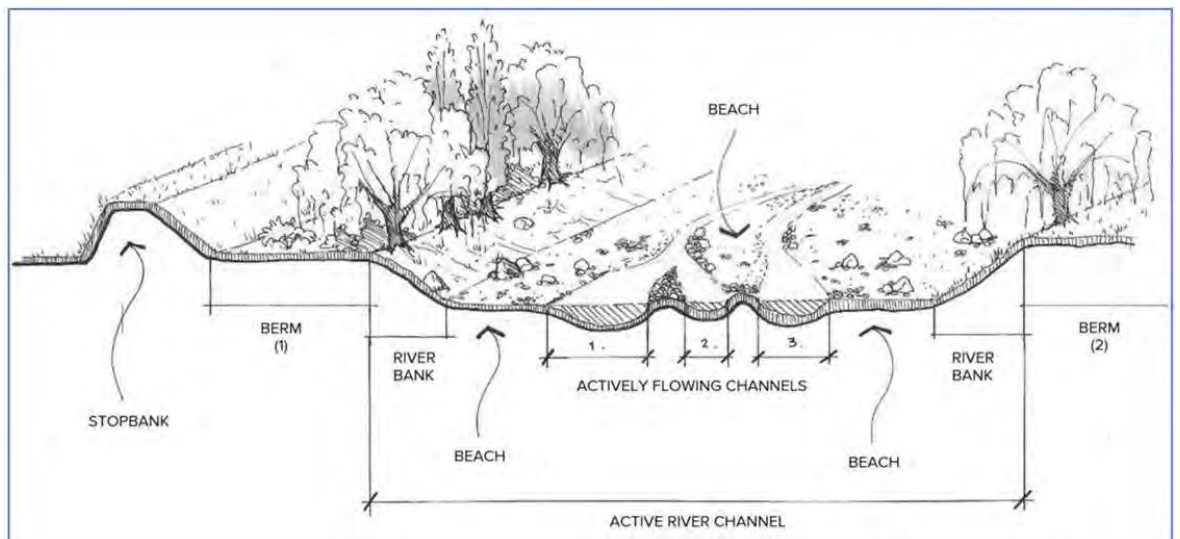 BEACH
BERM
(1)
RIVER
BANK
1.
2.
3.
RIVER
BANK
BERM
(2)
ACTIVELY FLOWING CHANNELS
STOPBANK
BEACH
BEACH
ACTIVE RIVER CHANNEL